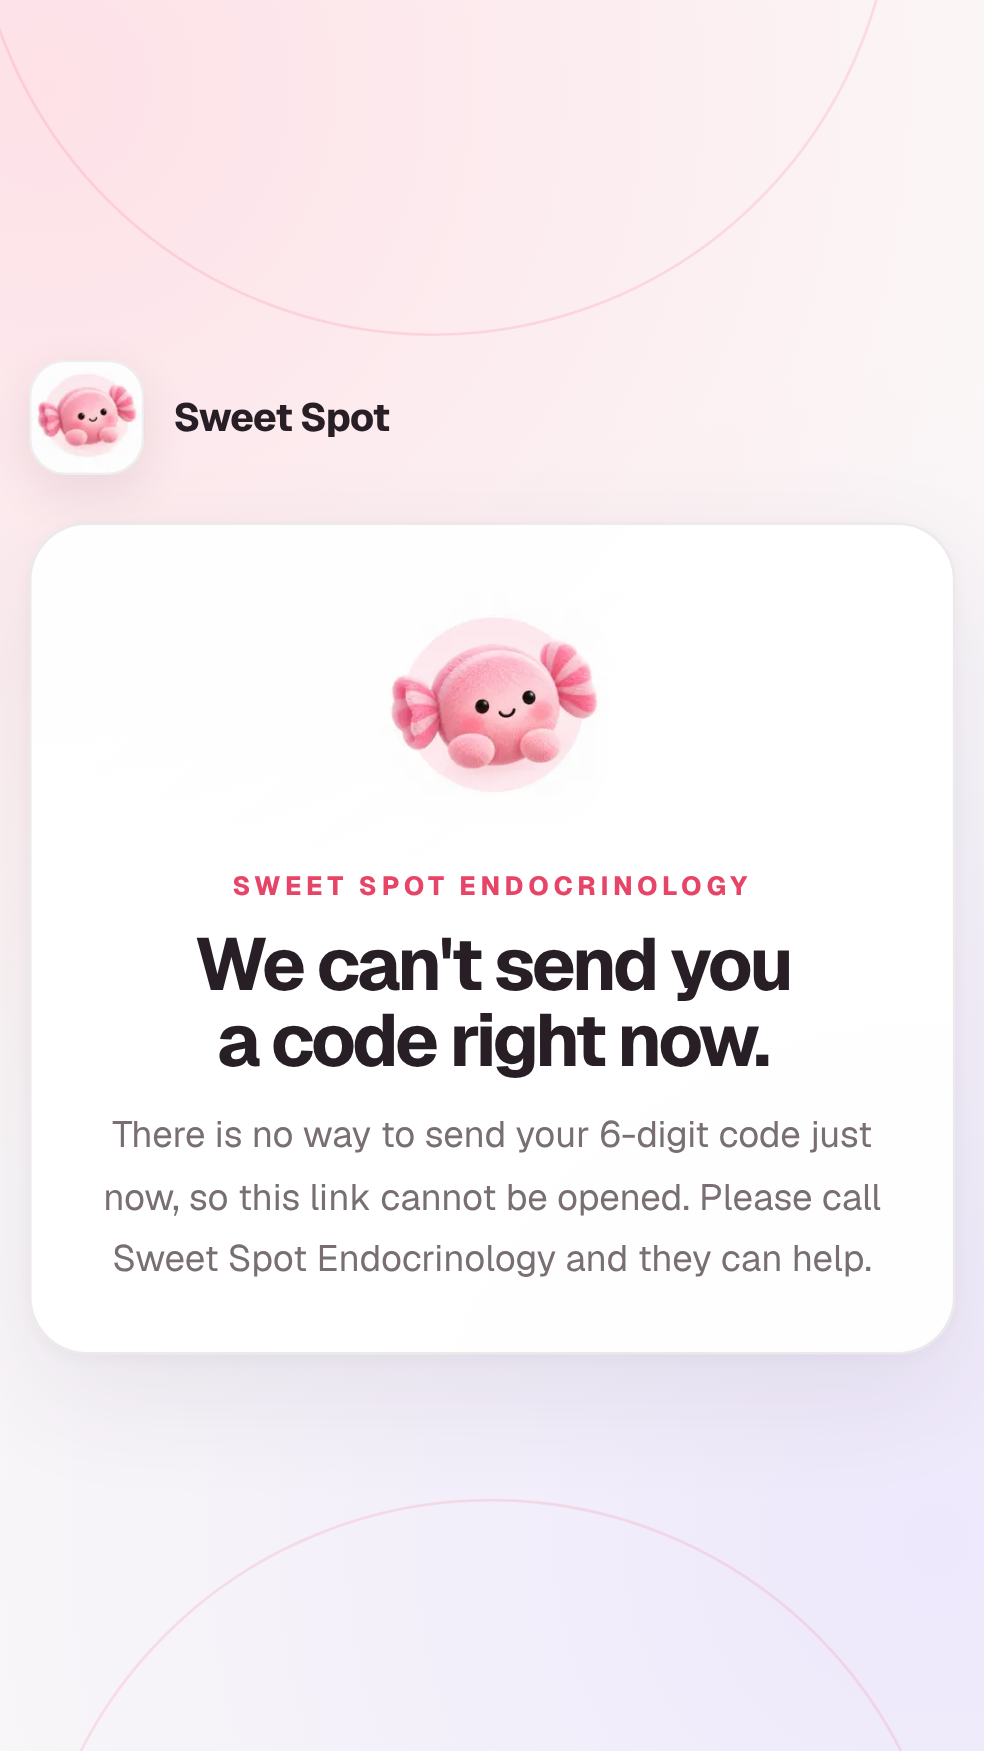 Sweet Spot
SWEET SPOT ENDOCRINOLOGY
We can't send you
a code right now.
There is no way to send your 6-digit code just
now, so this link cannot be opened. Please call
Sweet Spot Endocrinology and they can help.